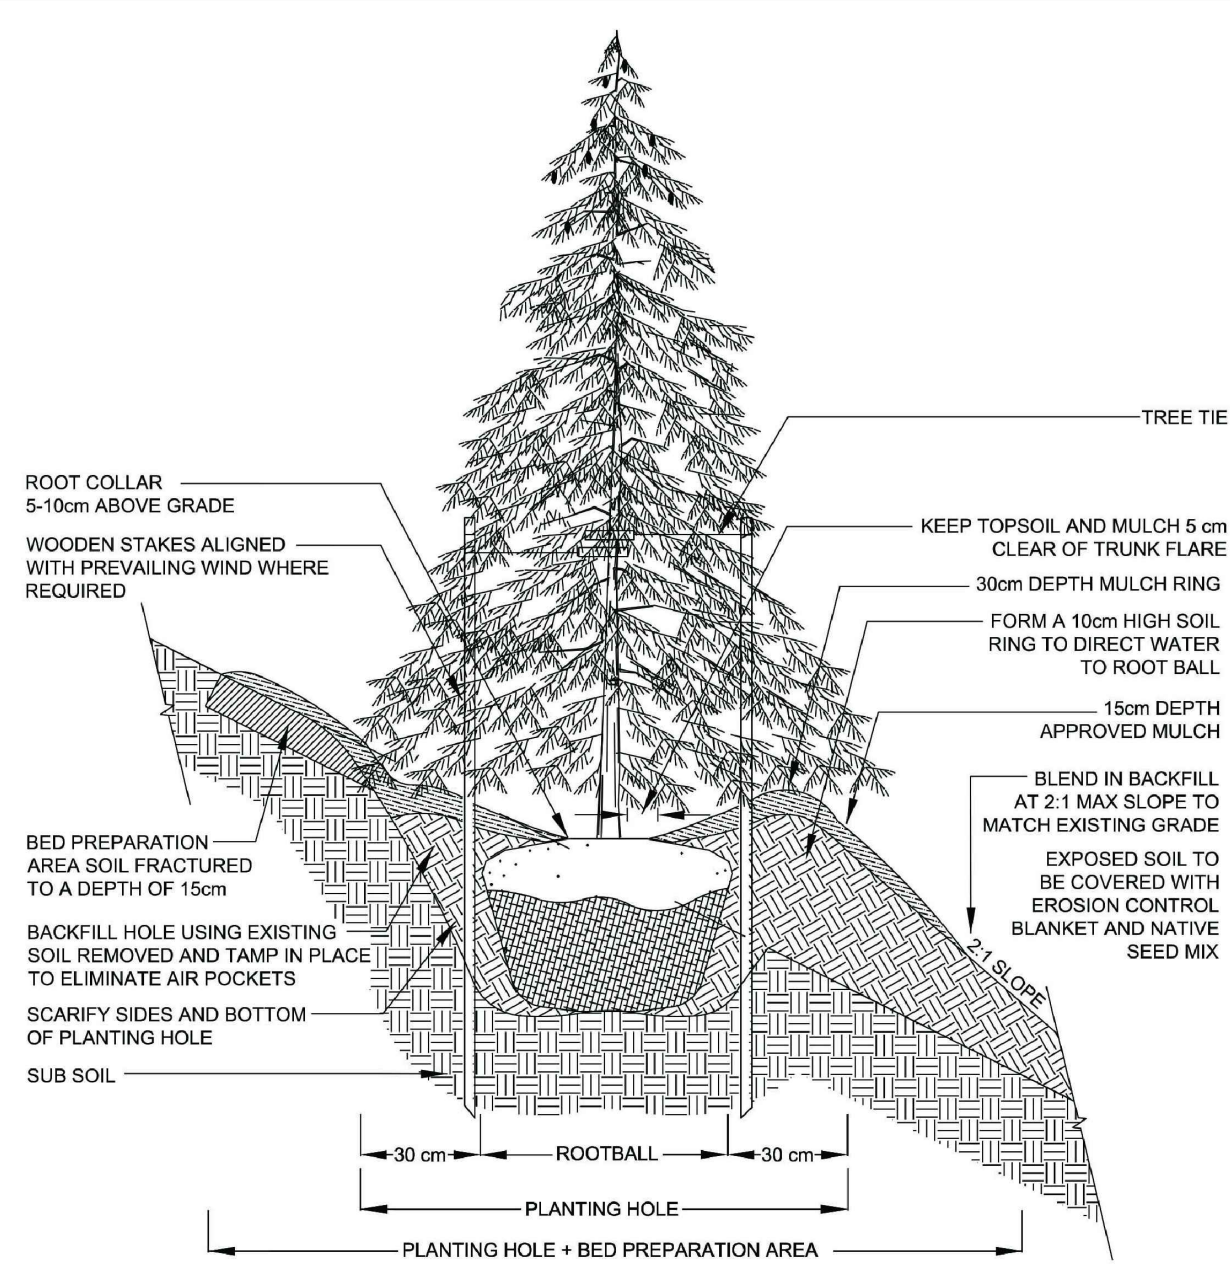 TREE TIE
ROOT COLLAR
5-10cm ABOVE GRADE
WOODEN STAKES ALIGNED
WITH PREVAILING WIND WHERE
REQUIRED
KEEP TOPSOIL AND MULCH 5 cm
CLEAR OF TRUNK FLARE
30cm DEPTH MULCH RING
FORM A 10cm HIGH SOIL
RING TO DIRECT WATER
TO ROOT BALL
15cm DEPTH
APPROVED MULCH
BLEND IN BACKFILL
AT 2:1 MAX SLOPE TO
MATCH EXISTING GRADE
EXPOSED SOIL TO
BE COVERED WITH
EROSION CONTROL
BLANKET AND NATIVE
SEED MIX
2:1 SLOPE
BED PREPARATION
AREA SOIL FRACTURED
TO A DEPTH OF 15cm
BACKFILL HOLE USING EXISTING
SOIL REMOVED AND TAMP IN PLACE
TO ELIMINATE AIR POCKETS
SCARIFY SIDES AND BOTTOM
OF PLANTING HOLE
SUB SOIL
30 cm
ROOTBALL
30 cm
PLANTING HOLE
PLANTING HOLE + BED PREPARATION AREA